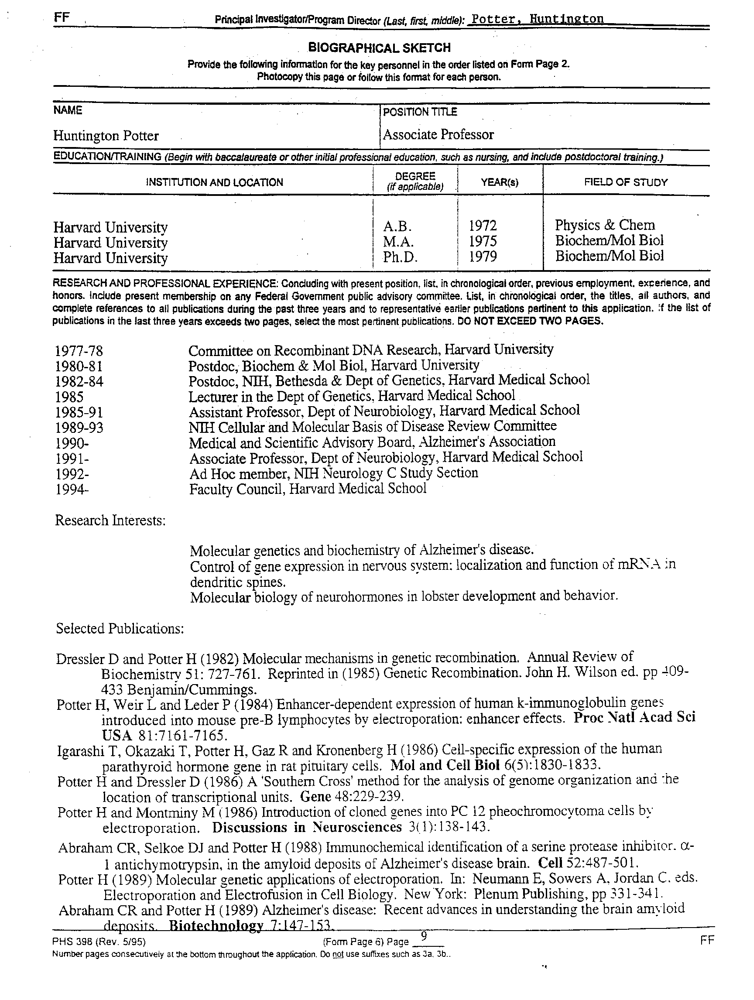 FF Principal Investigator/Program Director (Last, first, middle): Potter, Huntington
BIOGRAPHICAL SKETCH
Provide the following information for the key personnel in the order listed on Form Page 2.
Photocopy this page or follow this format for each person.
NAME POSITION TITLE
Huntington Potter Associate Professor
EDUCATION/TRAINING (Begin with baccalaureate or other initial professional education, such as nursing, and include postdoctoral training.)
INSTITUTION AND LOCATION DEGREE (if applicable) YEAR(s) FIELD OF STUDY
Harvard University A.B. 1972 Physics & Chem
Harvard University M.A. 1975 Biochem/Mol Biol
Harvard University Ph.D. 1979 Biochem/Mol Biol
RESEARCH AND PROFESSIONAL EXPERIENCE: Concluding with present position, list, in chronological order, previous employment, experience, and
honors. Include present membership on any Federal Government public advisory committee. List, in chronological order, the titles, all authors, and
complete references to all publications during the past three years and to representative earlier publications pertinent to this application. If the list of
publications in the last three years exceeds two pages, select the most pertinent publications. DO NOT EXCEED TWO PAGES.
1977-78 Committee on Recombinant DNA Research, Harvard University
1980-81 Postdoc, Biochem & Mol Biol, Harvard University
1982-84 Postdoc, NIH, Bethesda & Dept of Genetics, Harvard Medical School
1985 Lecturer in the Dept of Genetics, Harvard Medical School
1985-91 Assistant Professor, Dept of Neurobiology, Harvard Medical School
1989-93 NIH Cellular and Molecular Basis of Disease Review Committee
1990- Medical and Scientific Advisory Board, Alzheimer's Association
1991- Associate Professor, Dept of Neurobiology, Harvard Medical School
1992- Ad Hoc member, NIH Neurology C Study Section
1994- Faculty Council, Harvard Medical School
Research Interests:
Molecular genetics and biochemistry of Alzheimer's disease.
Control of gene expression in nervous system: localization and function of mRNA in
dendritic spines.
Molecular biology of neurohormones in lobster development and behavior.
Selected Publications:
Dressler D and Potter H (1982) Molecular mechanisms in genetic recombination. Annual Review of
Biochemistry 51: 727-761. Reprinted in (1985) Genetic Recombination. John H. Wilson ed. pp 409-
433 Benjamin/Cummings.
Potter H, Weir L and Leder P (1984) Enhancer-dependent expression of human k-immunoglobulin genes
introduced into mouse pre-B lymphocytes by electroporation: enhancer effects. Proc Natl Acad Sci
USA 81:7161-7165.
Igarashi T, Okazaki T, Potter H, Gaz R and Kronenberg H (1986) Cell-specific expression of the human
parathyroid hormone gene in rat pituitary cells. Mol and Cell Biol 6(5):1830-1833.
Potter H and Dressler D (1986) A 'Southern Cross' method for the analysis of genome organization and the
location of transcriptional units. Gene 48:229-239.
Potter H and Montminy M (1986) Introduction of cloned genes into PC 12 pheochromocytoma cells by
electroporation. Discussions in Neurosciences 3(1):138-143.
Abraham CR, Selkoe DJ and Potter H (1988) Immunochemical identification of a serine protease inhibitor. α-
1 antichymotrypsin, in the amyloid deposits of Alzheimer's disease brain. Cell 52:487-501.
Potter H (1989) Molecular genetic applications of electroporation. In: Neumann E, Sowers A, Jordan C. eds.
Electroporation and Electrofusion in Cell Biology. New York: Plenum Publishing, pp 331-341.
Abraham CR and Potter H (1989) Alzheimer's disease: Recent advances in understanding the brain amyloid
deposits. Biotechnology 7:147-153.
PHS 398 (Rev. 5/95) (Form Page 6) Page 9 FF
Number pages consecutively at the bottom throughout the application. Do not use suffixes such as 3a, 3b..